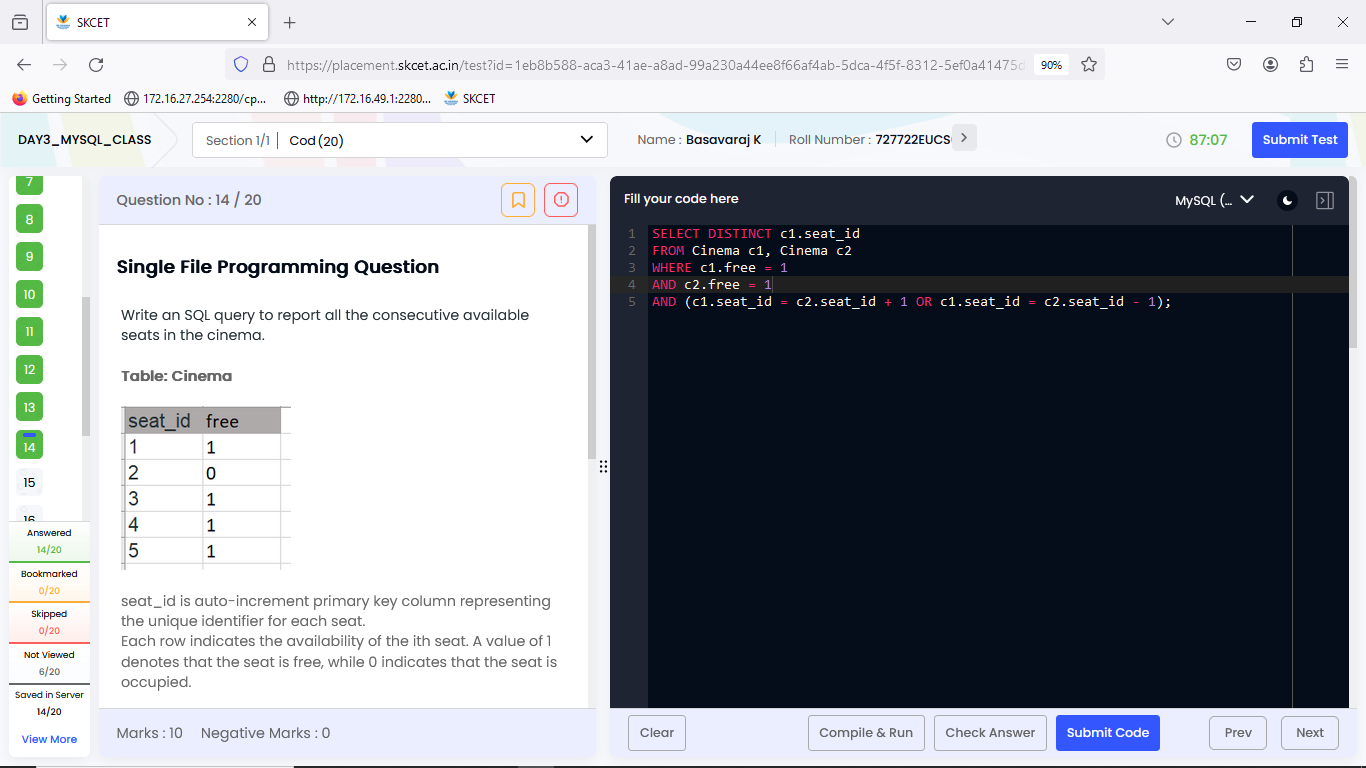 SKCET
https://placement.skcet.ac.in/test?id=1eb8b588-aca3-41ae-a8ad-99a230a44ee8f66af4ab-5dca-4f5f-8312-5ef0a41475d
90%
Getting Started
172.16.27.254:2280/cp...
http://172.16.49.1:2280...
SKCET
DAY3_MYSQL_CLASS
Section 1/1 | Cod (20)
Name : Basavaraj K
Roll Number : 727722EUCS
87:07
Submit Test
7
8
9
10
11
12
13
14
15
16
Answered
14/20
Bookmarked
0/20
Skipped
0/20
Not Viewed
6/20
Saved in Server
14/20
View More
Question No : 14 / 20
Single File Programming Question
Write an SQL query to report all the consecutive available
seats in the cinema.
Table: Cinema
seat_id free
1 1
2 0
3 1
4 1
5 1
seat_id is auto-increment primary key column representing
the unique identifier for each seat.
Each row indicates the availability of the ith seat. A value of 1
denotes that the seat is free, while 0 indicates that the seat is
occupied.
Marks : 10 Negative Marks : 0
Fill your code here
MySQL (...
1 SELECT DISTINCT c1.seat_id
2 FROM Cinema c1, Cinema c2
3 WHERE c1.free = 1
4 AND c2.free = 1
5 AND (c1.seat_id = c2.seat_id + 1 OR c1.seat_id = c2.seat_id - 1);
Clear
Compile & Run
Check Answer
Submit Code
Prev
Next